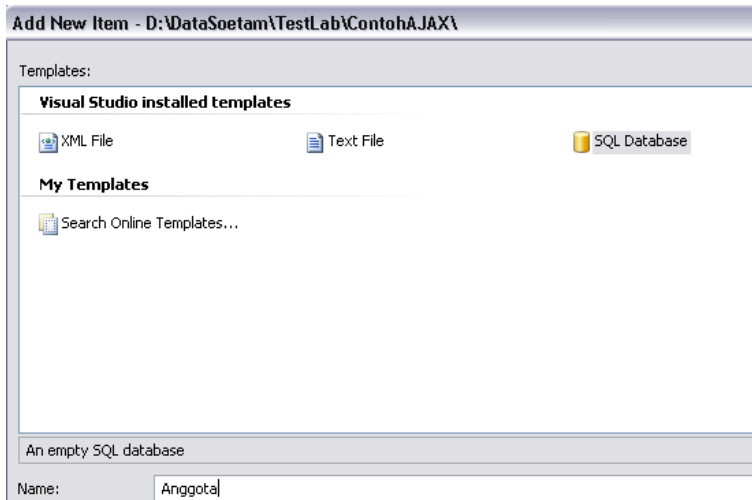 Add New Item - D:\DataSoetam\TestLab\ContohAJAX\
Templates:
Visual Studio installed templates
XML File Text File SQL Database
My Templates
Search Online Templates...
An empty SQL database
Name: Anggota